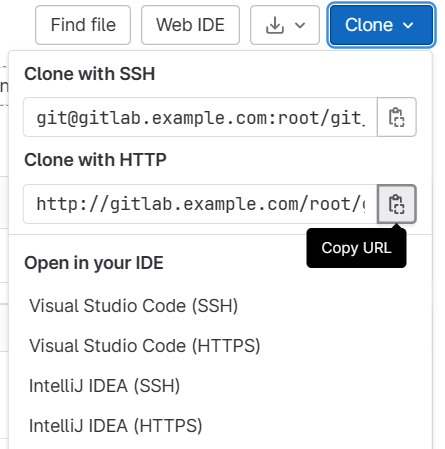 Find file
Web IDE
Clone
Clone with SSH
git@gitlab.example.com:root/git_
Clone with HTTP
http://gitlab.example.com/root/g
Copy URL
Open in your IDE
Visual Studio Code (SSH)
Visual Studio Code (HTTPS)
IntelliJ IDEA (SSH)
IntelliJ IDEA (HTTPS)